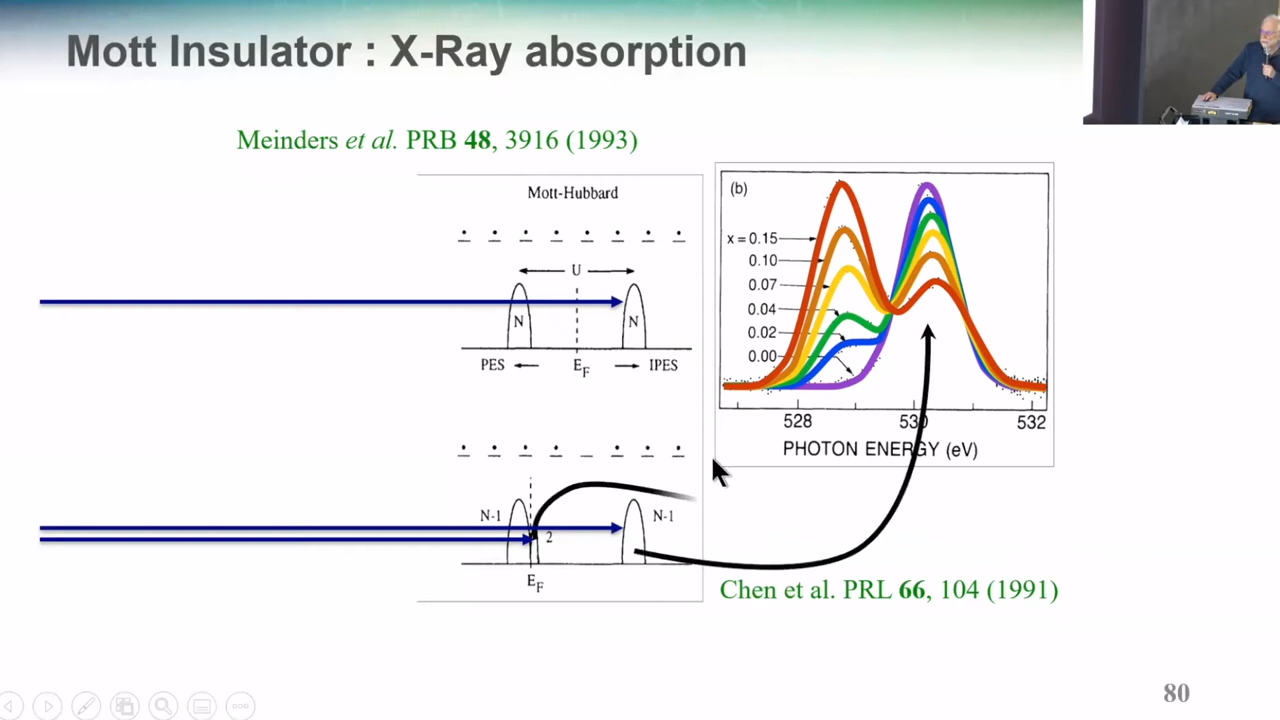 Mott Insulator : X-Ray absorption
Meinders et al. PRB 48, 3916 (1993)
Mott-Hubbard
U
N
N
PES
E_F
IPES
N-1
2
N-1
E_F
(b)
x = 0.15
0.10
0.07
0.04
0.02
0.00
528
530
532
PHOTON ENERGY (eV)
Chen et al. PRL 66, 104 (1991)
80